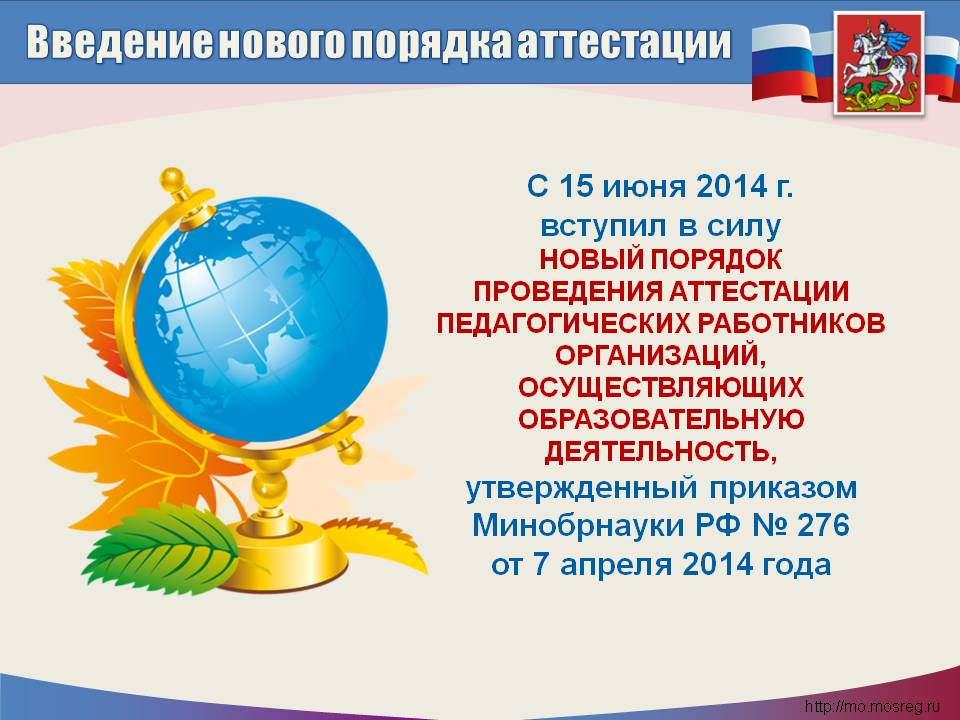 Введение нового порядка аттестации
С 15 июня 2014 г.
вступил в силу
НОВЫЙ ПОРЯДОК
ПРОВЕДЕНИЯ АТТЕСТАЦИИ
ПЕДАГОГИЧЕСКИХ РАБОТНИКОВ
ОРГАНИЗАЦИЙ,
ОСУЩЕСТВЛЯЮЩИХ
ОБРАЗОВАТЕЛЬНУЮ
ДЕЯТЕЛЬНОСТЬ,
утвержденный приказом
Минобрнауки РФ № 276
от 7 апреля 2014 года
http://mo.mosreg.ru